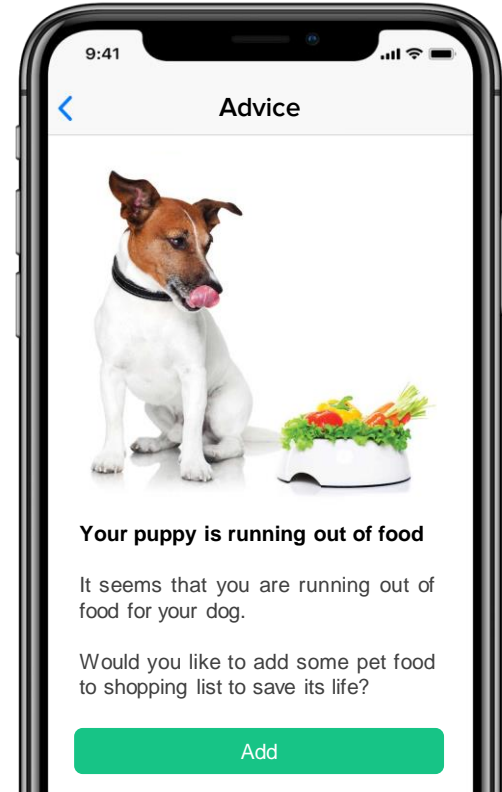 9:41
Advice
Your puppy is running out of food
It seems that you are running out of
food for your dog.
Would you like to add some pet food
to shopping list to save its life?
Add